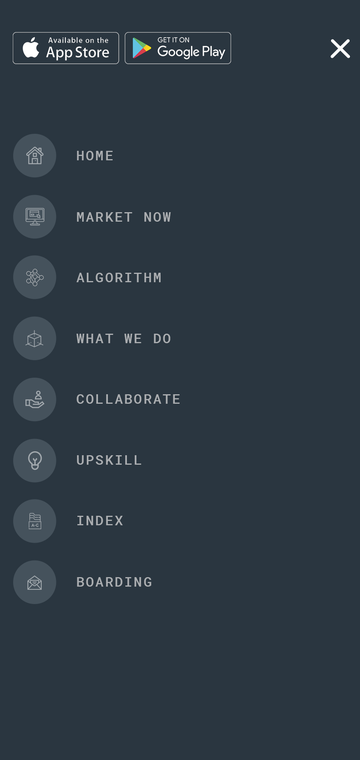 Available on the
App Store
GET IT ON
Google Play
HOME
MARKET NOW
ALGORITHM
WHAT WE DO
COLLABORATE
UPSKILL
A-C
INDEX
BOARDING